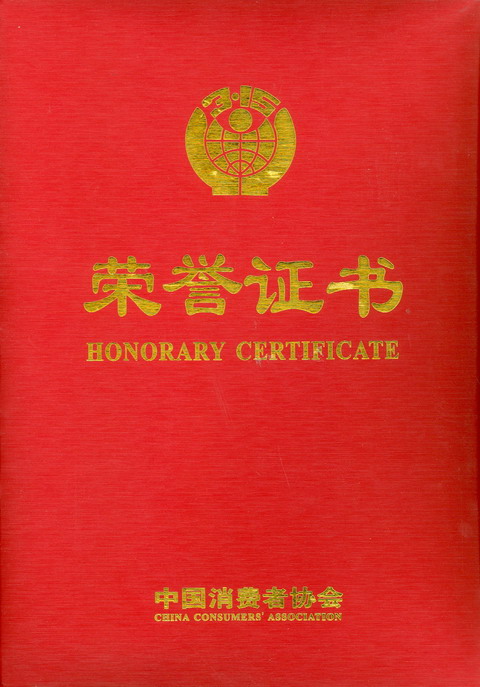 3·15
荣誉证书
HONORARY CERTIFICATE
中国消费者协会
CHINA CONSUMERS' ASSOCIATION